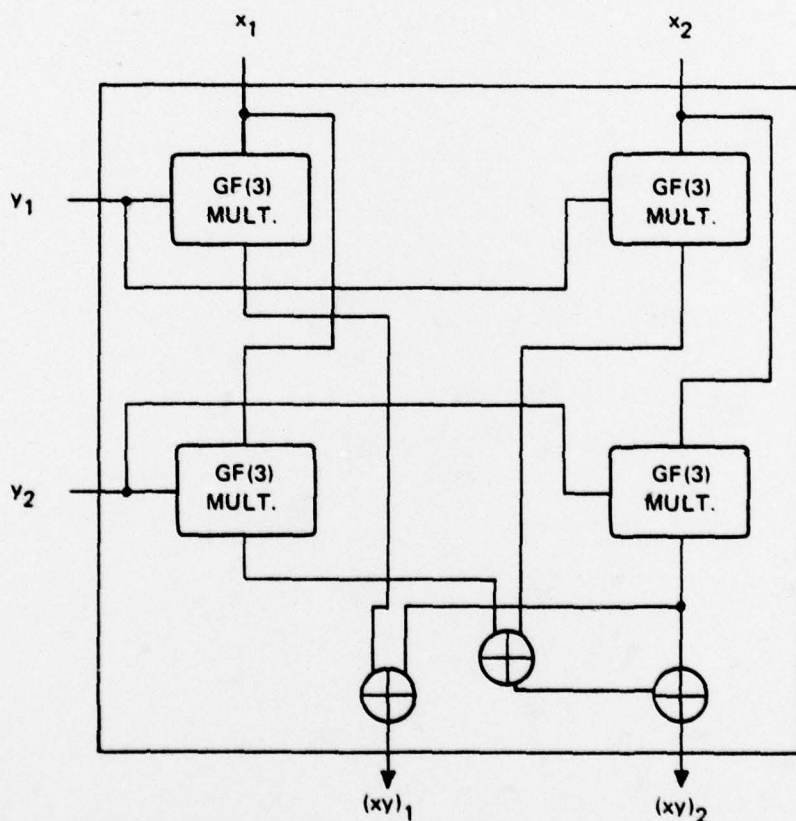 x₁ x₂
GF(3)
MULT.
GF(3)
MULT.
y₁
GF(3)
MULT.
GF(3)
MULT.
y₂
(xy)₁ (xy)₂